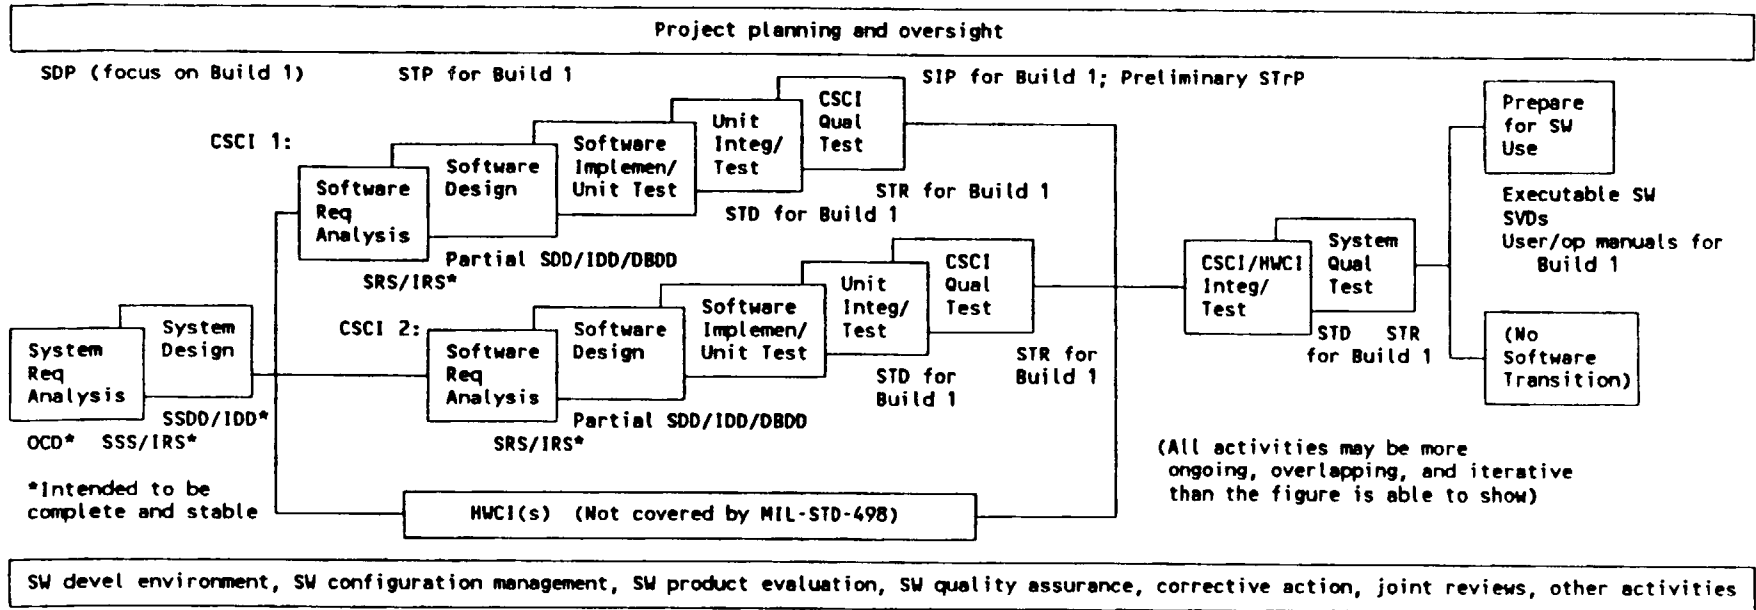 Project planning and oversight
SDP (focus on Build 1)
STP for Build 1
SIP for Build 1; Preliminary STrP
CSCI 1:
Software
Req
Analysis
Software
Design
Software
Implemen/
Unit Test
Unit
Integ/
Test
CSCI
Qual
Test
STR for Build 1
STD for Build 1
Partial SDD/IDD/DBDD
SRS/IRS*
CSCI 2:
Software
Req
Analysis
Software
Design
Software
Implemen/
Unit Test
Unit
Integ/
Test
CSCI
Qual
Test
STR for
Build 1
STD for
Build 1
Partial SDD/IDD/DBDD
SRS/IRS*
System
Req
Analysis
System
Design
SSDD/IDD*
OCD* SSS/IRS*
*Intended to be
complete and stable
HWCI(s) (Not covered by MIL-STD-498)
CSCI/HWCI
Integ/
Test
System
Qual
Test
STD STR
for Build 1
Prepare
for SW
Use
Executable SW
SVDs
User/op manuals for
Build 1
(No
Software
Transition)
(All activities may be more
ongoing, overlapping, and iterative
than the figure is able to show)
SW devel environment, SW configuration management, SW product evaluation, SW quality assurance, corrective action, joint reviews, other activities